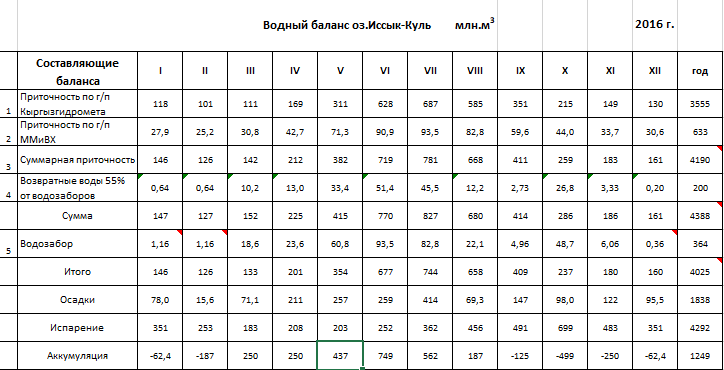 Водный баланс оз.Иссык-Куль млн.м³ 2016 г.
Составляющие баланса I II III IV V VI VII VIII IX X XI XII год
1 Приточность по г/п Кыргызгидромета 118 101 111 169 311 628 687 585 351 215 149 130 3555
2 Приточность по г/п ММиВХ 27,9 25,2 30,8 42,7 71,3 90,9 93,5 82,8 59,6 44,0 33,7 30,6 633
3 Суммарная приточность 146 126 142 212 382 719 781 668 411 259 183 161 4190
4 Возвратные воды 55% от водозаборов 0,64 0,64 10,2 13,0 33,4 51,4 45,5 12,2 2,73 26,8 3,33 0,20 200
Сумма 147 127 152 225 415 770 827 680 414 286 186 161 4388
5 Водозабор 1,16 1,16 18,6 23,6 60,8 93,5 82,8 22,1 4,96 48,7 6,06 0,36 364
Итого 146 126 133 201 354 677 744 658 409 237 180 160 4025
Осадки 78,0 15,6 71,1 211 257 259 414 69,3 147 98,0 122 95,5 1838
Испарение 351 253 183 208 203 252 362 456 491 699 483 351 4292
Аккумуляция -62,4 -187 250 250 437 749 562 187 -125 -499 -250 -62,4 1249